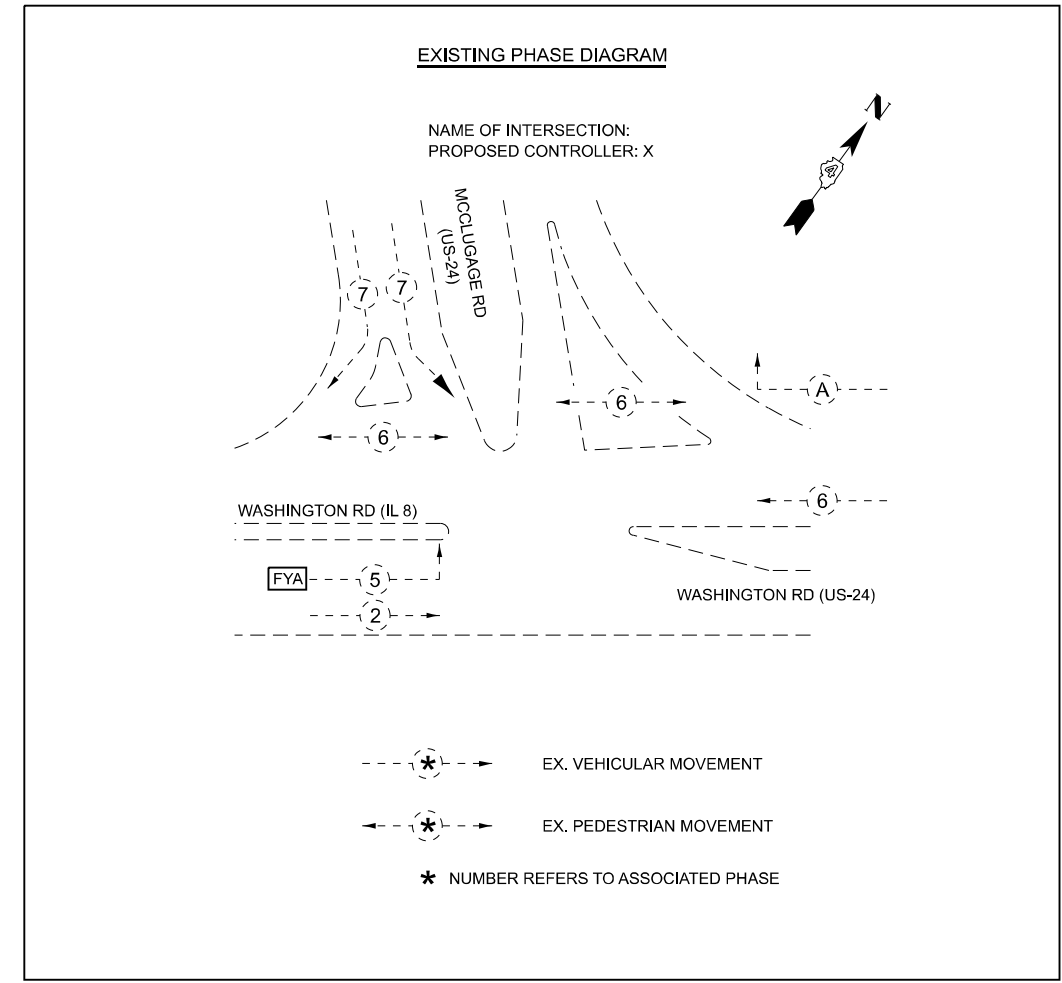 EXISTING PHASE DIAGRAM
N
4
NAME OF INTERSECTION:
PROPOSED CONTROLLER: X
MCCLUGAGE RD
(US-24)
7
7
A
6
6
6
WASHINGTON RD (IL 8)
FYA
5
WASHINGTON RD (US-24)
2
* EX. VEHICULAR MOVEMENT
* EX. PEDESTRIAN MOVEMENT
* NUMBER REFERS TO ASSOCIATED PHASE